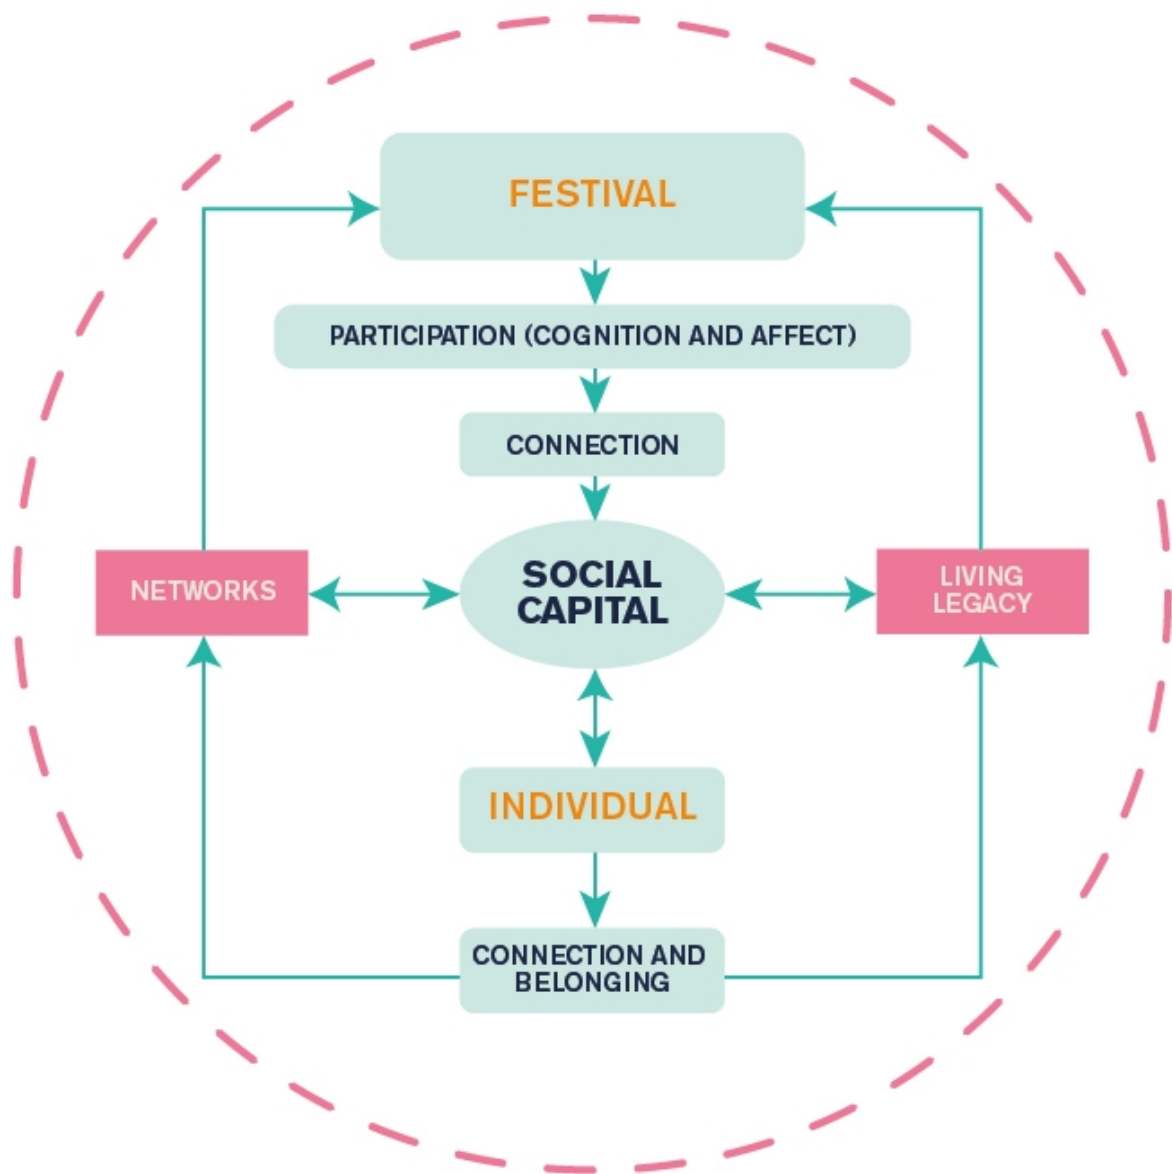 FESTIVAL
PARTICIPATION (COGNITION AND AFFECT)
CONNECTION
SOCIAL
CAPITAL
NETWORKS
LIVING
LEGACY
INDIVIDUAL
CONNECTION AND
BELONGING